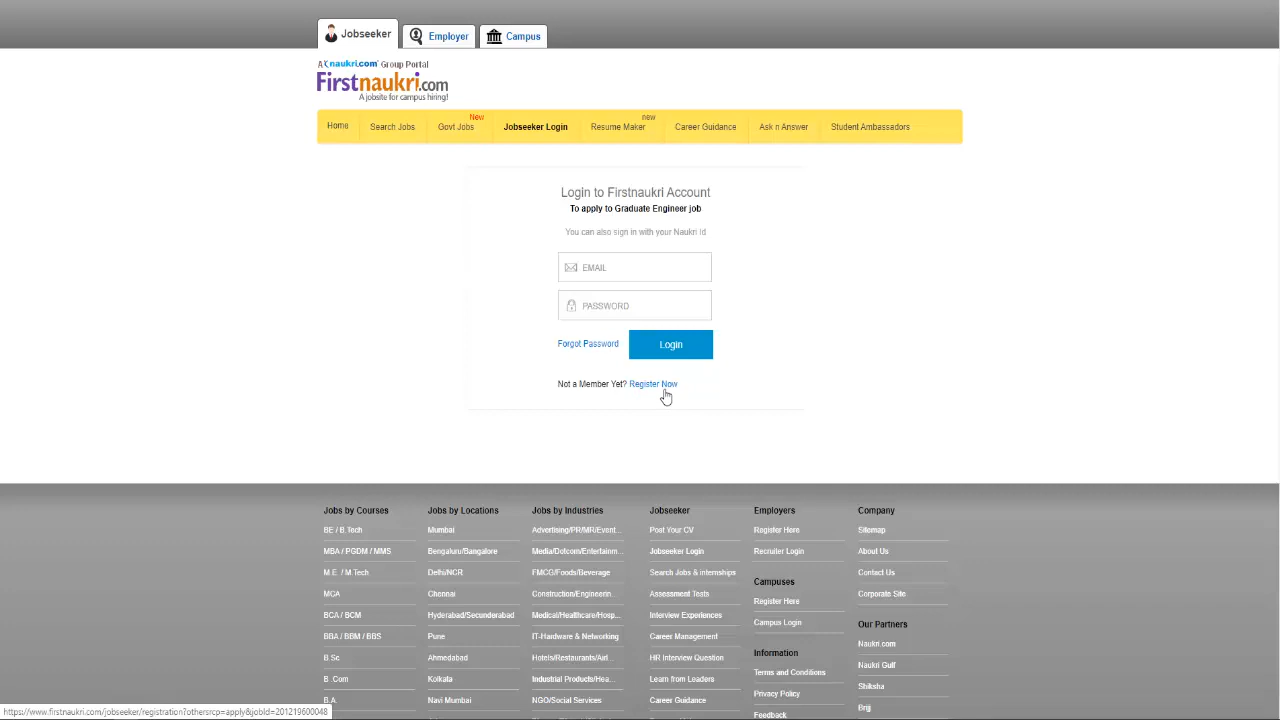 Jobseeker
Employer
Campus
A naukri.com Group Portal
Firstnaukri.com
A jobsite for campus hiring!
Home
Search Jobs
New
Govt Jobs
Jobseeker Login
new
Resume Maker
Career Guidance
Ask n Answer
Student Ambassadors
Login to Firstnaukri Account
To apply to Graduate Engineer job
You can also sign in with your Naukri Id
EMAIL
PASSWORD
Forgot Password
Login
Not a Member Yet? Register Now
Jobs by Courses
BE / B.Tech
MBA / PGDM / MMS
M.E. / M.Tech
MCA
BCA / BCM
BBA / BBM / BBS
B.Sc
B .Com
B.A.
Jobs by Locations
Mumbai
Bengaluru/Bangalore
Delhi/NCR
Chennai
Hyderabad/Secunderabad
Pune
Ahmedabad
Kolkata
Navi Mumbai
Jobs by Industries
Advertising/PR/MR/Event...
Media/Dotcom/Entertainm...
FMCG/Foods/Beverage
Construction/Engineerin...
Medical/Healthcare/Hosp...
IT-Hardware & Networking
Hotels/Restaurants/Airl...
Industrial Products/Hea...
NGO/Social Services
Jobseeker
Post Your CV
Jobseeker Login
Search Jobs & internships
Assessment Tests
Interview Experiences
Career Management
HR Interview Question
Learn from Leaders
Career Guidance
Employers
Register Here
Recruiter Login
Campuses
Register Here
Campus Login
Information
Terms and Conditions
Privacy Policy
Feedback
Company
Sitemap
About Us
Contact Us
Corporate Site
Our Partners
Naukri.com
Naukri Gulf
Shiksha
Brijj
https://www.firstnaukri.com/jobseeker/registration?othersrcp=apply&jobId=201219600048